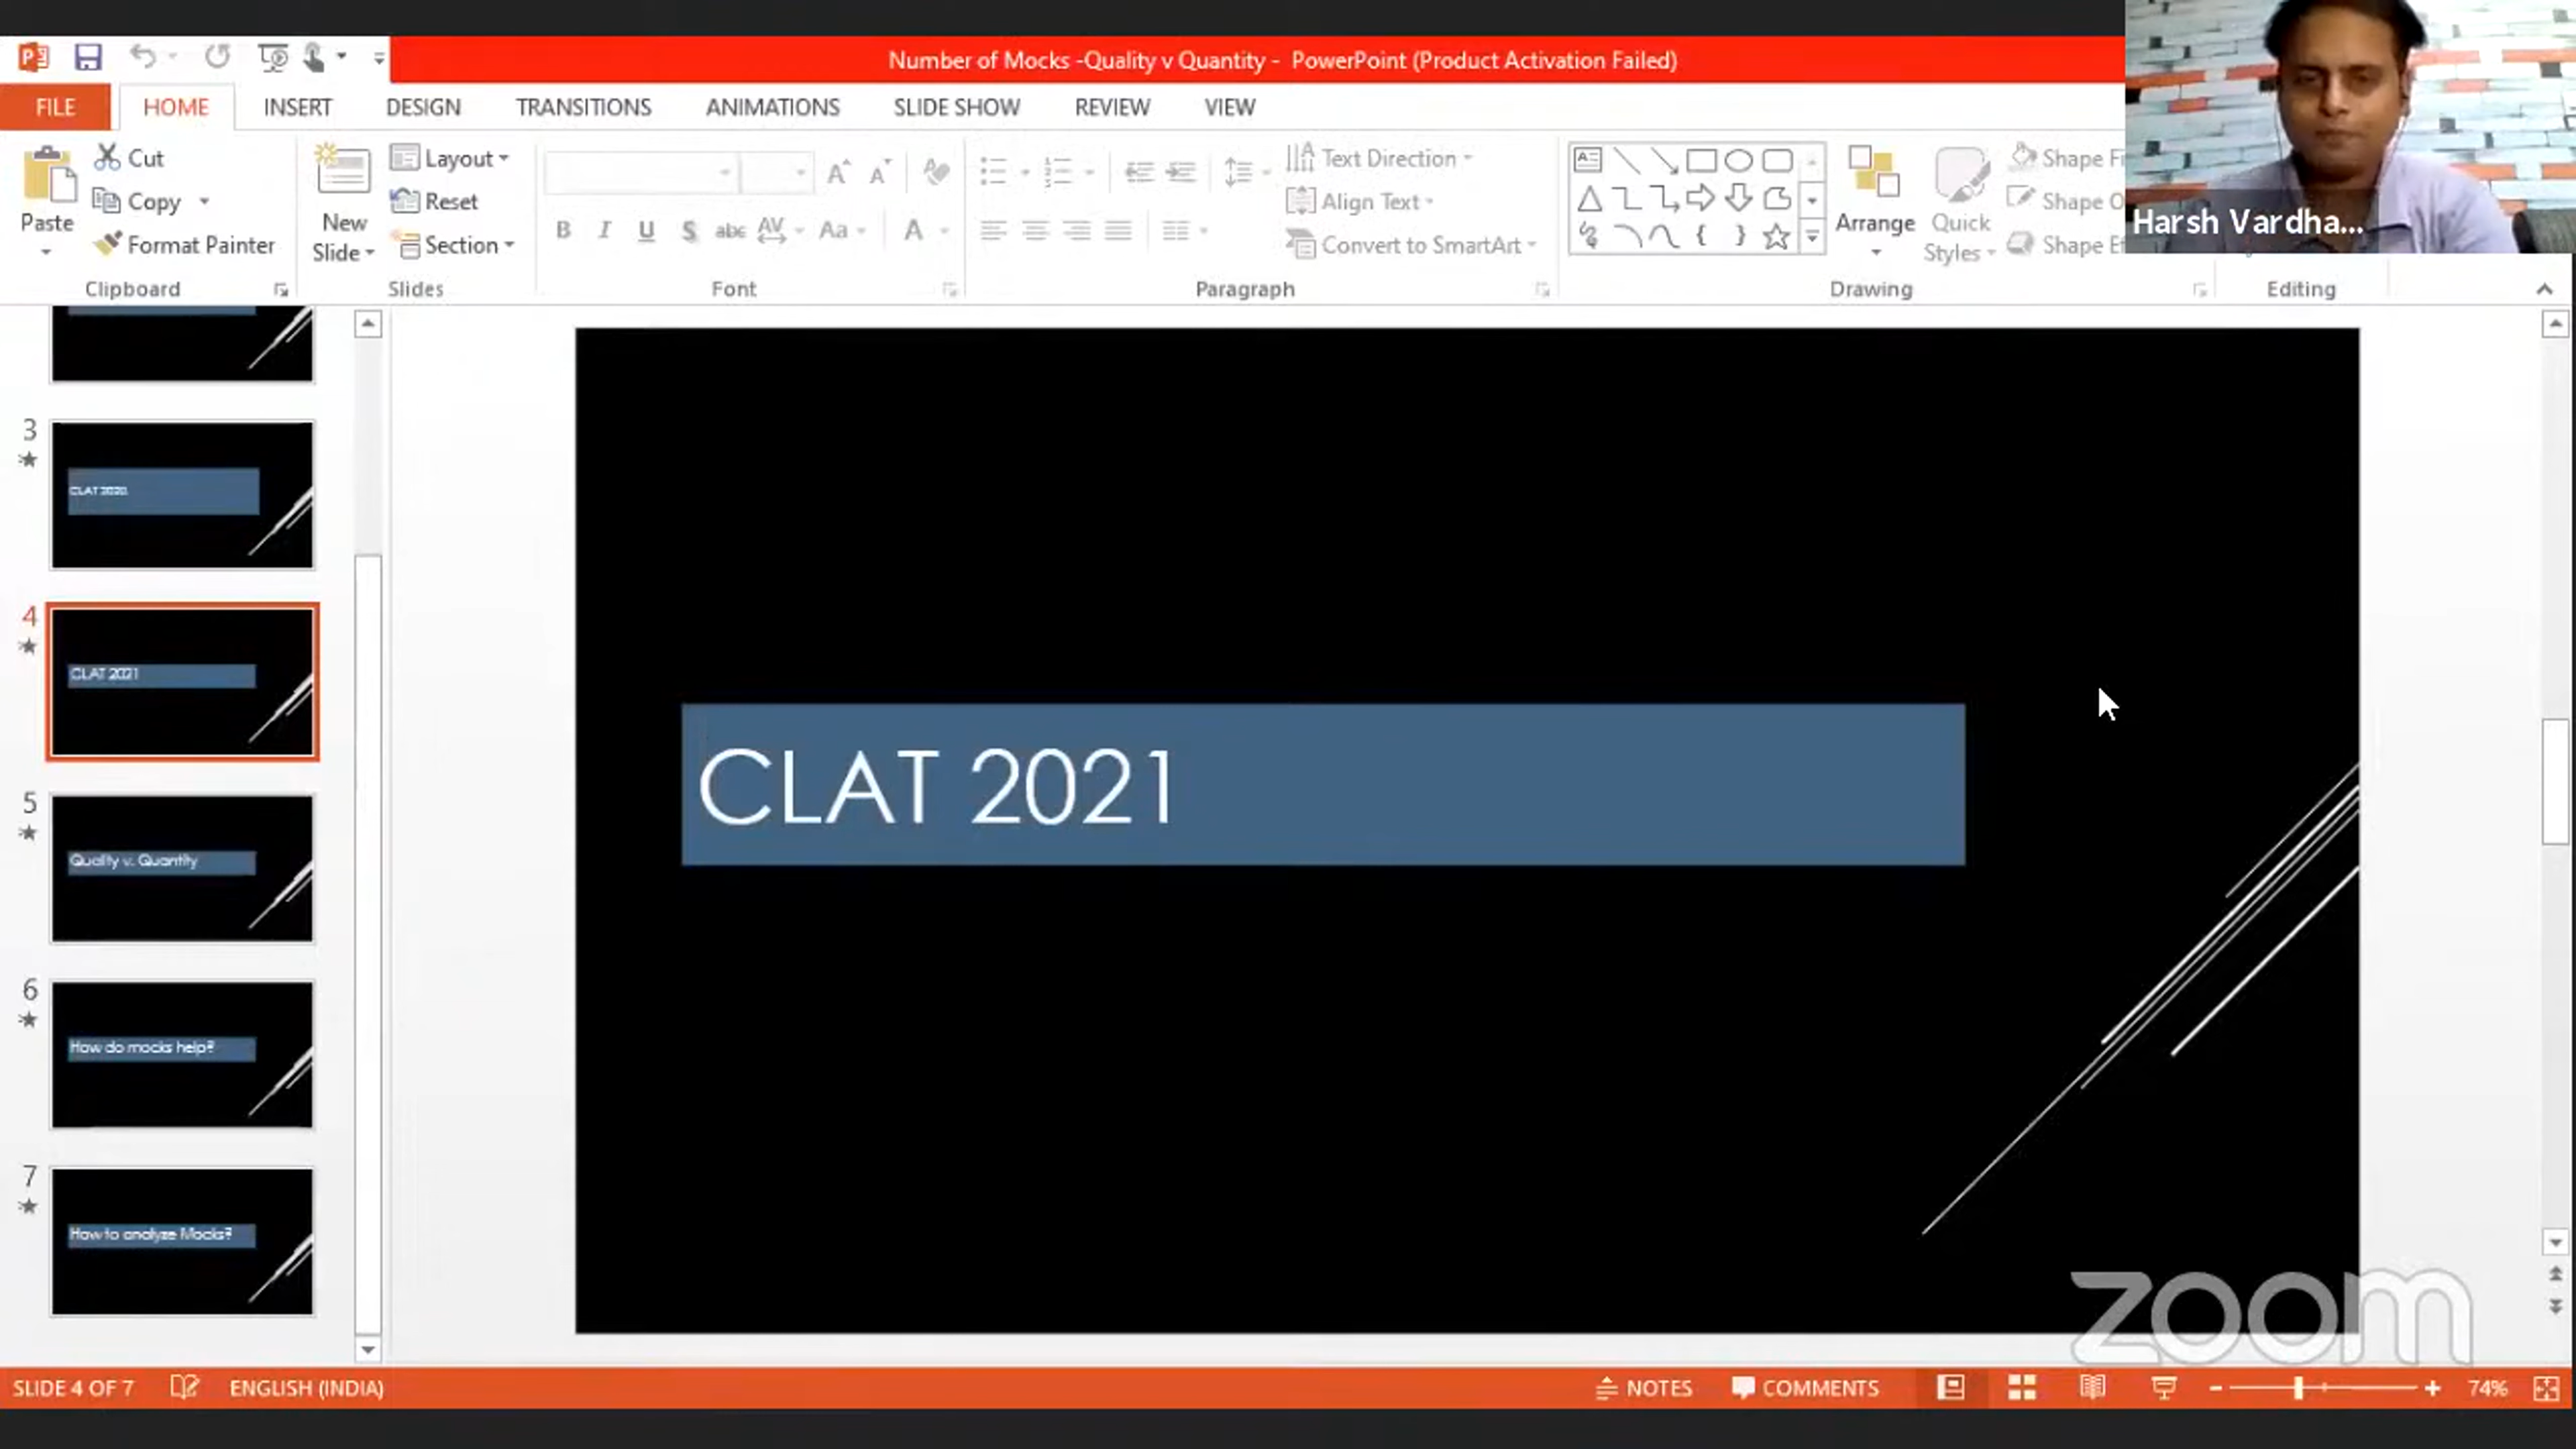 Number of Mocks -Quality v Quantity - PowerPoint (Product Activation Failed)
FILE HOME INSERT DESIGN TRANSITIONS ANIMATIONS SLIDE SHOW REVIEW VIEW
Paste
Cut
Copy
Format Painter
Clipboard
New
Slide
Layout
Reset
Section
Slides
B I U S abc AV Aa A
Font
Text Direction
Align Text
Convert to SmartArt
Paragraph
Arrange
Quick
Styles
Shape F
Shape O
Shape Ef
Drawing
Editing
Harsh Vardha...
3
CLAT 2020
4
CLAT 2021
5
Quality v. Quantity
6
How do mocks help?
7
How to analyze Mocks?
CLAT 2021
zoom
SLIDE 4 OF 7 ENGLISH (INDIA) NOTES COMMENTS 74%